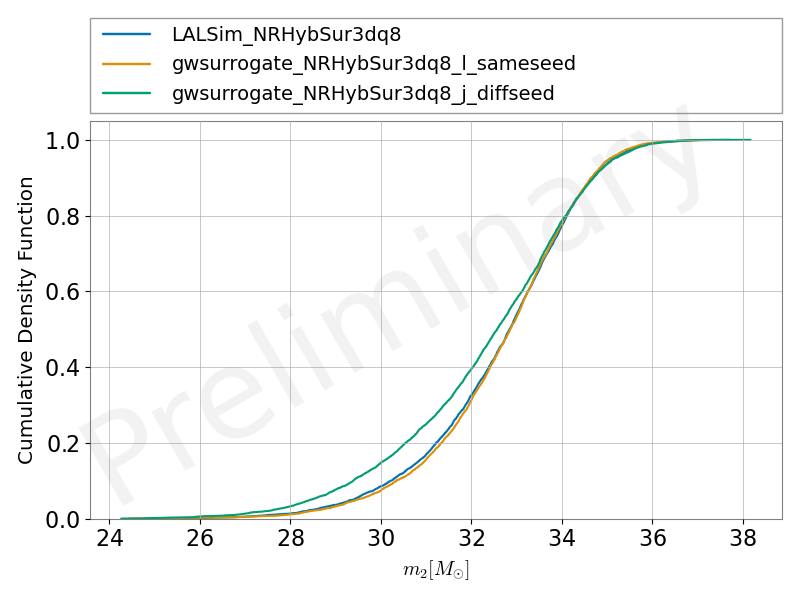 LALSim_NRHybSur3dq8
gwsurrogate_NRHybSur3dq8_l_sameseed
gwsurrogate_NRHybSur3dq8_j_diffseed
Preliminary
Cumulative Density Function
1.0
0.8
0.6
0.4
0.2
0.0
24 26 28 30 32 34 36 38
m₂[M⊙]